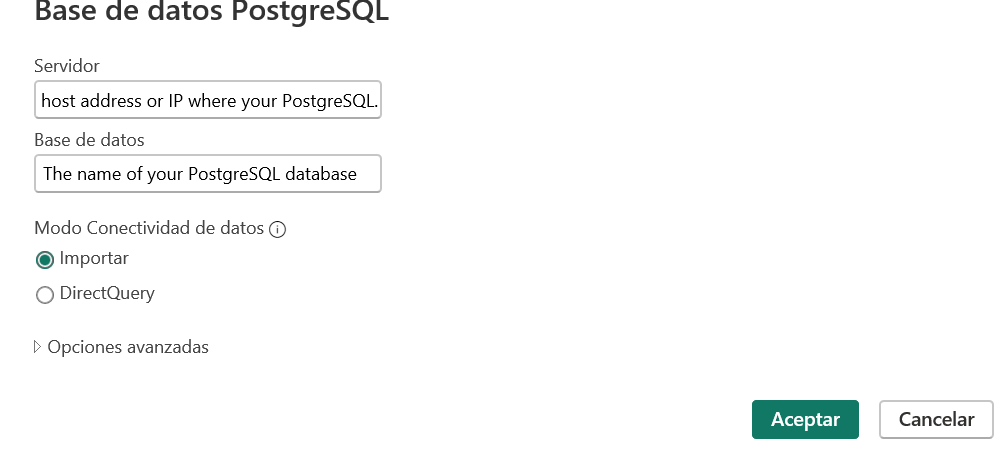 Base de datos PostgreSQL
Servidor
host address or IP where your PostgreSQL.
Base de datos
The name of your PostgreSQL database
Modo Conectividad de datos
Importar
DirectQuery
Opciones avanzadas
Aceptar Cancelar